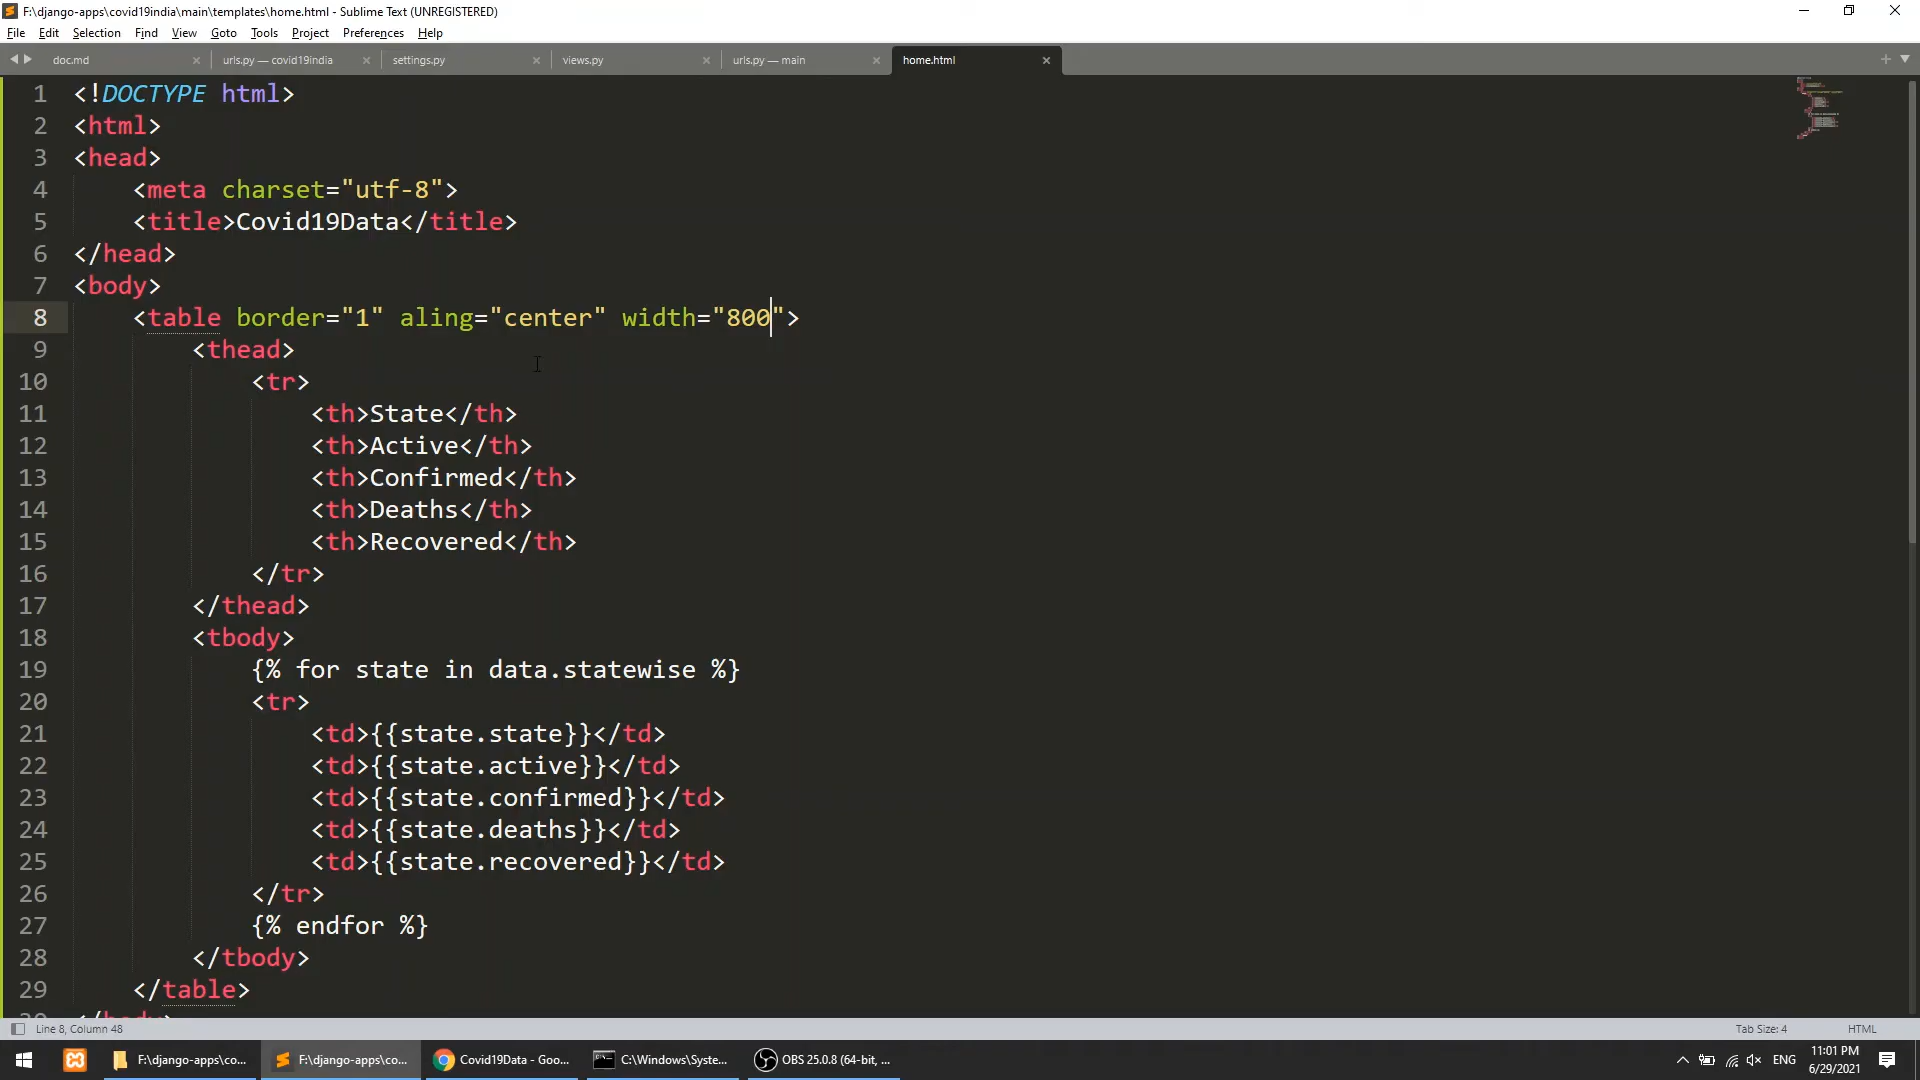 F:\django-apps\covid19india\main\templates\home.html - Sublime Text (UNREGISTERED)
File Edit Selection Find View Goto Tools Project Preferences Help
doc.md urls.py — covid19india settings.py views.py urls.py — main home.html
1 <!DOCTYPE html>
2 <html>
3 <head>
4 <meta charset="utf-8">
5 <title>Covid19Data</title>
6 </head>
7 <body>
8 <table border="1" aling="center" width="800">
9 <thead>
10 <tr>
11 <th>State</th>
12 <th>Active</th>
13 <th>Confirmed</th>
14 <th>Deaths</th>
15 <th>Recovered</th>
16 </tr>
17 </thead>
18 <tbody>
19 {% for state in data.statewise %}
20 <tr>
21 <td>{{state.state}}</td>
22 <td>{{state.active}}</td>
23 <td>{{state.confirmed}}</td>
24 <td>{{state.deaths}}</td>
25 <td>{{state.recovered}}</td>
26 </tr>
27 {% endfor %}
28 </tbody>
29 </table>
30 </body>
Line 8, Column 48 Tab Size: 4 HTML
F:\django-apps\co... F:\django-apps\co... Covid19Data - Goo... C:\Windows\Syste... OBS 25.0.8 (64-bit, ... ENG 11:01 PM
6/29/2021